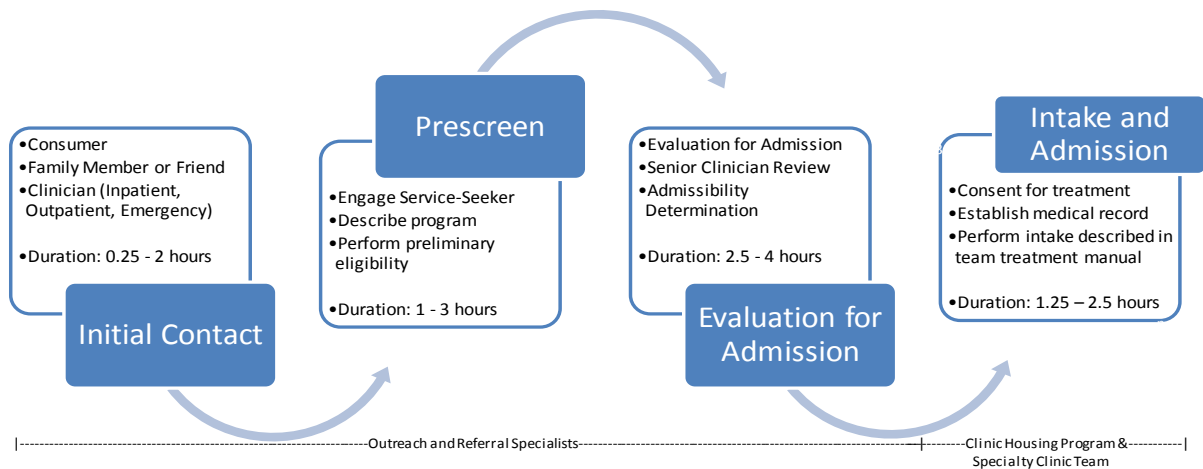 •Consumer
•Family Member or Friend
•Clinician (Inpatient,
Outpatient, Emergency)
•Duration: 0.25 - 2 hours
Initial Contact
Prescreen
•Engage Service-Seeker
•Describe program
•Perform preliminary
eligibility
•Duration: 1 - 3 hours
•Evaluation for Admission
•Senior Clinician Review
•Admissibility
Determination
•Duration: 2.5 - 4 hours
Evaluation for
Admission
Intake and
Admission
•Consent for treatment
•Establish medical record
•Perform intake described in
team treatment manual
•Duration: 1.25 – 2.5 hours
Outreach and Referral Specialists
Clinic Housing Program &
Specialty Clinic Team